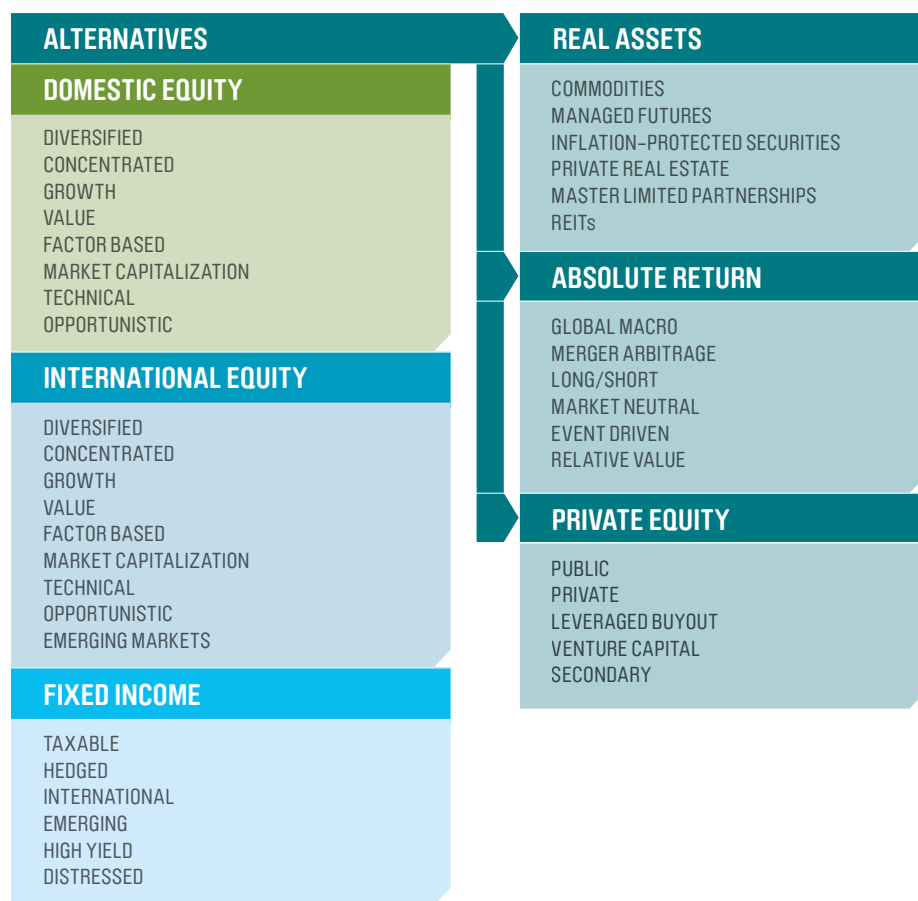 ALTERNATIVES
DOMESTIC EQUITY
DIVERSIFIED
CONCENTRATED
GROWTH
VALUE
FACTOR BASED
MARKET CAPITALIZATION
TECHNICAL
OPPORTUNISTIC
INTERNATIONAL EQUITY
DIVERSIFIED
CONCENTRATED
GROWTH
VALUE
FACTOR BASED
MARKET CAPITALIZATION
TECHNICAL
OPPORTUNISTIC
EMERGING MARKETS
FIXED INCOME
TAXABLE
HEDGED
INTERNATIONAL
EMERGING
HIGH YIELD
DISTRESSED
REAL ASSETS
COMMODITIES
MANAGED FUTURES
INFLATION-PROTECTED SECURITIES
PRIVATE REAL ESTATE
MASTER LIMITED PARTNERSHIPS
REITs
ABSOLUTE RETURN
GLOBAL MACRO
MERGER ARBITRAGE
LONG/SHORT
MARKET NEUTRAL
EVENT DRIVEN
RELATIVE VALUE
PRIVATE EQUITY
PUBLIC
PRIVATE
LEVERAGED BUYOUT
VENTURE CAPITAL
SECONDARY